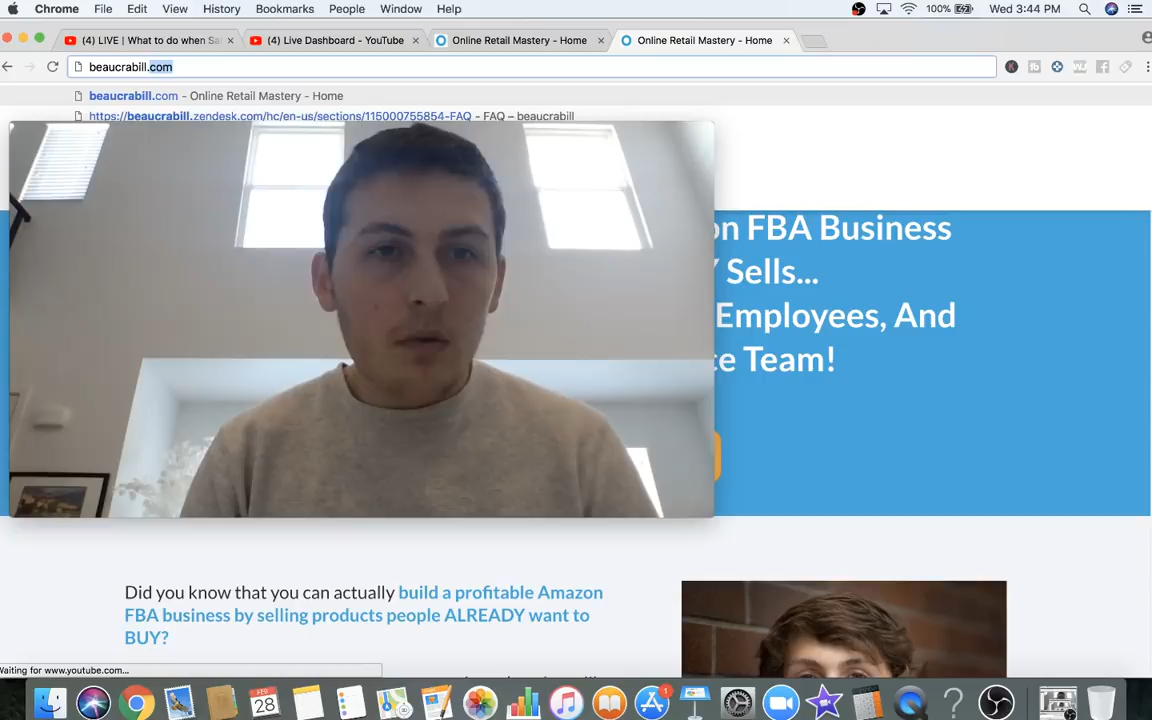 Chrome File Edit View History Bookmarks People Window Help 100% Wed 3:44 PM
(4) LIVE | What to do when Sal
(4) Live Dashboard - YouTube
Online Retail Mastery - Home
Online Retail Mastery - Home
beaucrabill.com
beaucrabill.com - Online Retail Mastery - Home
https://beaucrabill.zendesk.com/hc/en-us/sections/115000755854-FAQ - FAQ – beaucrabill
on FBA Business
Y Sells...
Employees, And
ce Team!
Did you know that you can actually build a profitable Amazon
FBA business by selling products people ALREADY want to
BUY?
Waiting for www.youtube.com...
FEB
28
1